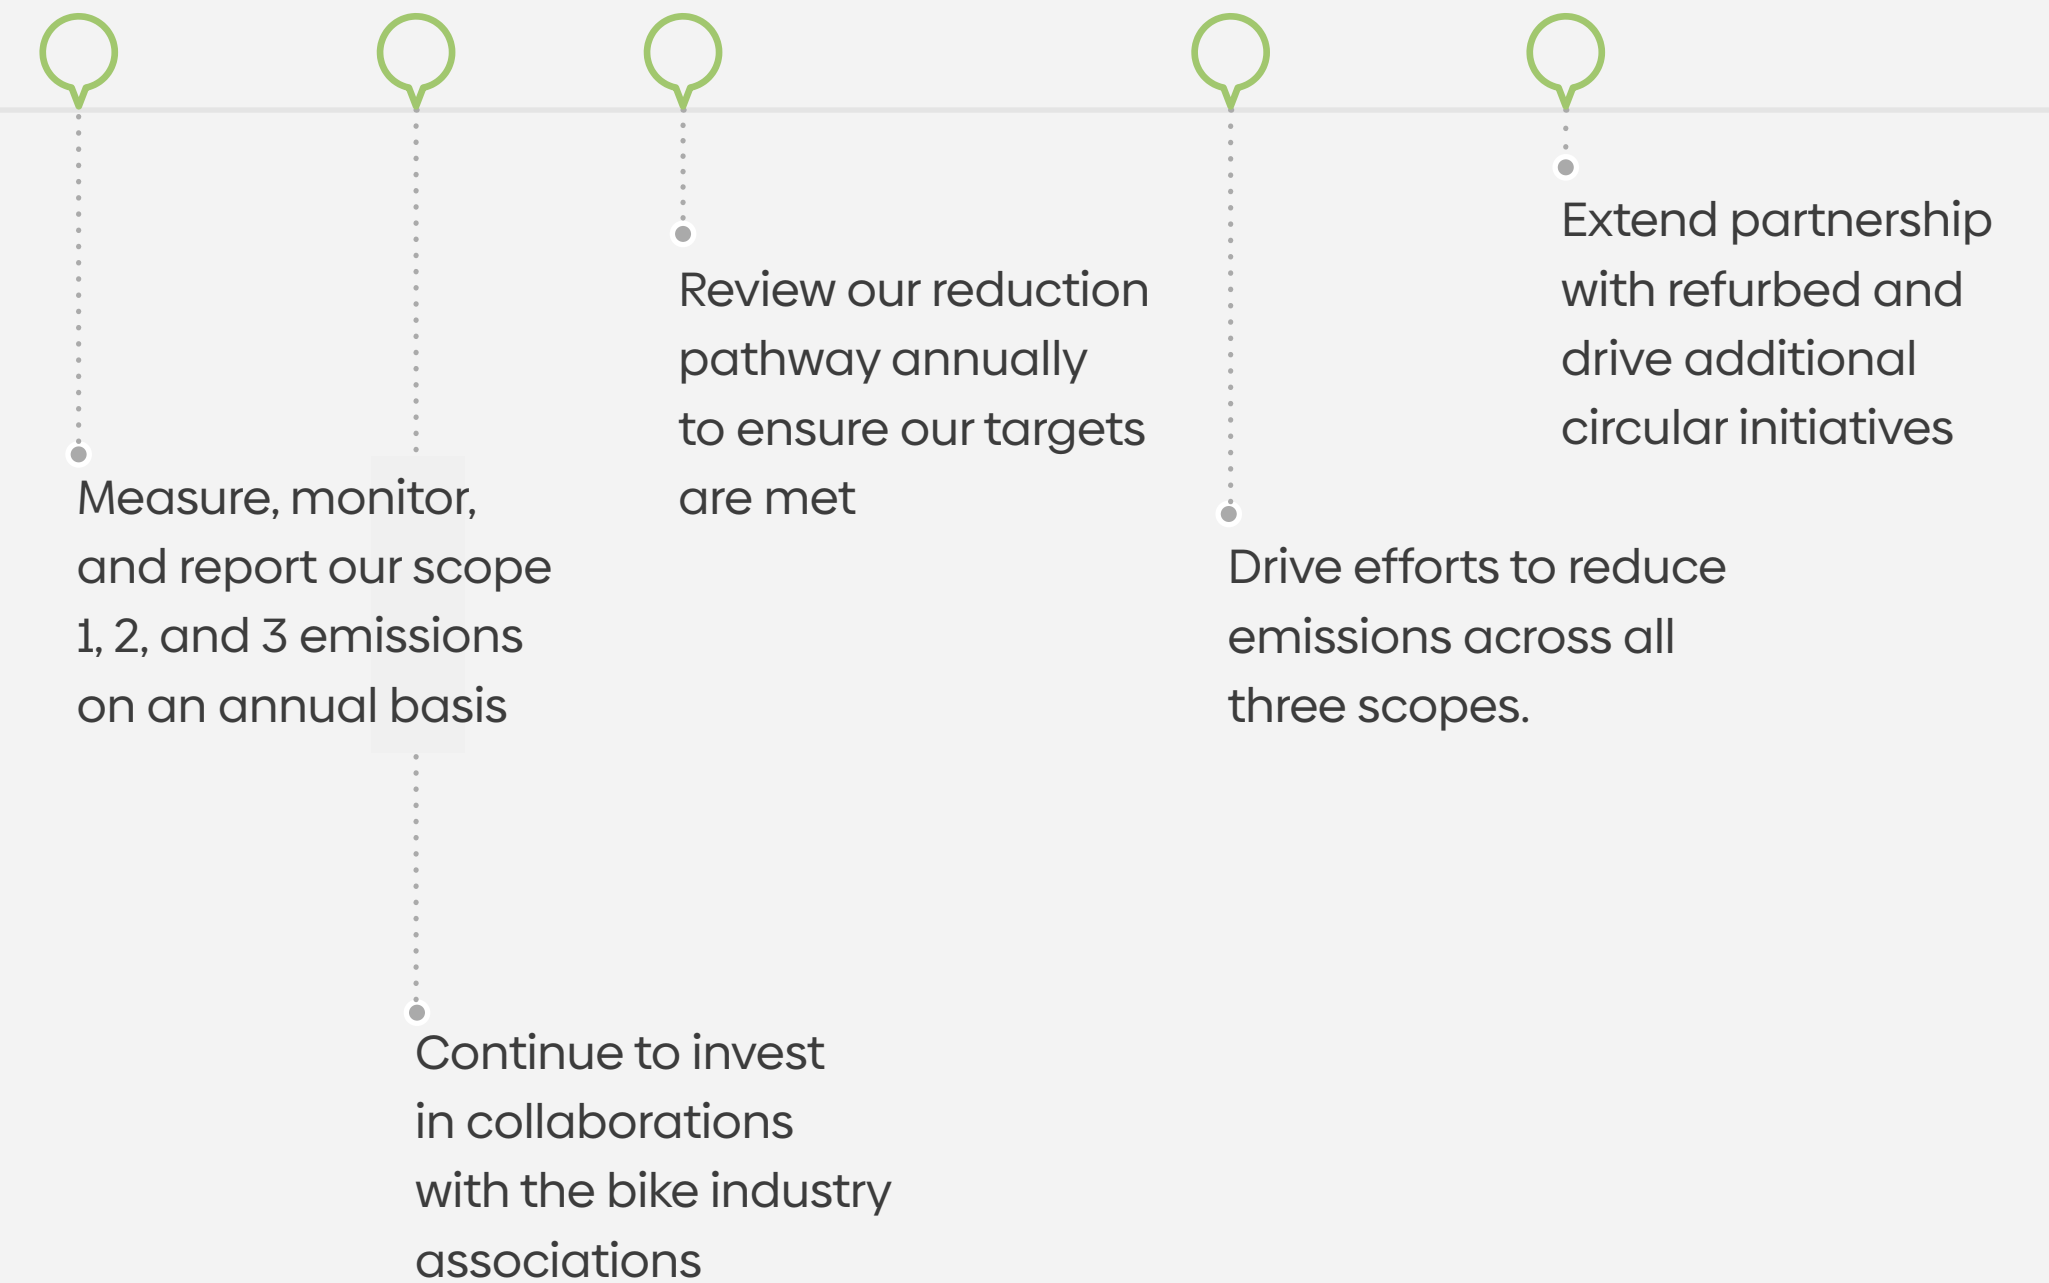 Measure, monitor,
and report our scope
1, 2, and 3 emissions
on an annual basis
Continue to invest
in collaborations
with the bike industry
associations
Review our reduction
pathway annually
to ensure our targets
are met
Drive efforts to reduce
emissions across all
three scopes.
Extend partnership
with refurbed and
drive additional
circular initiatives